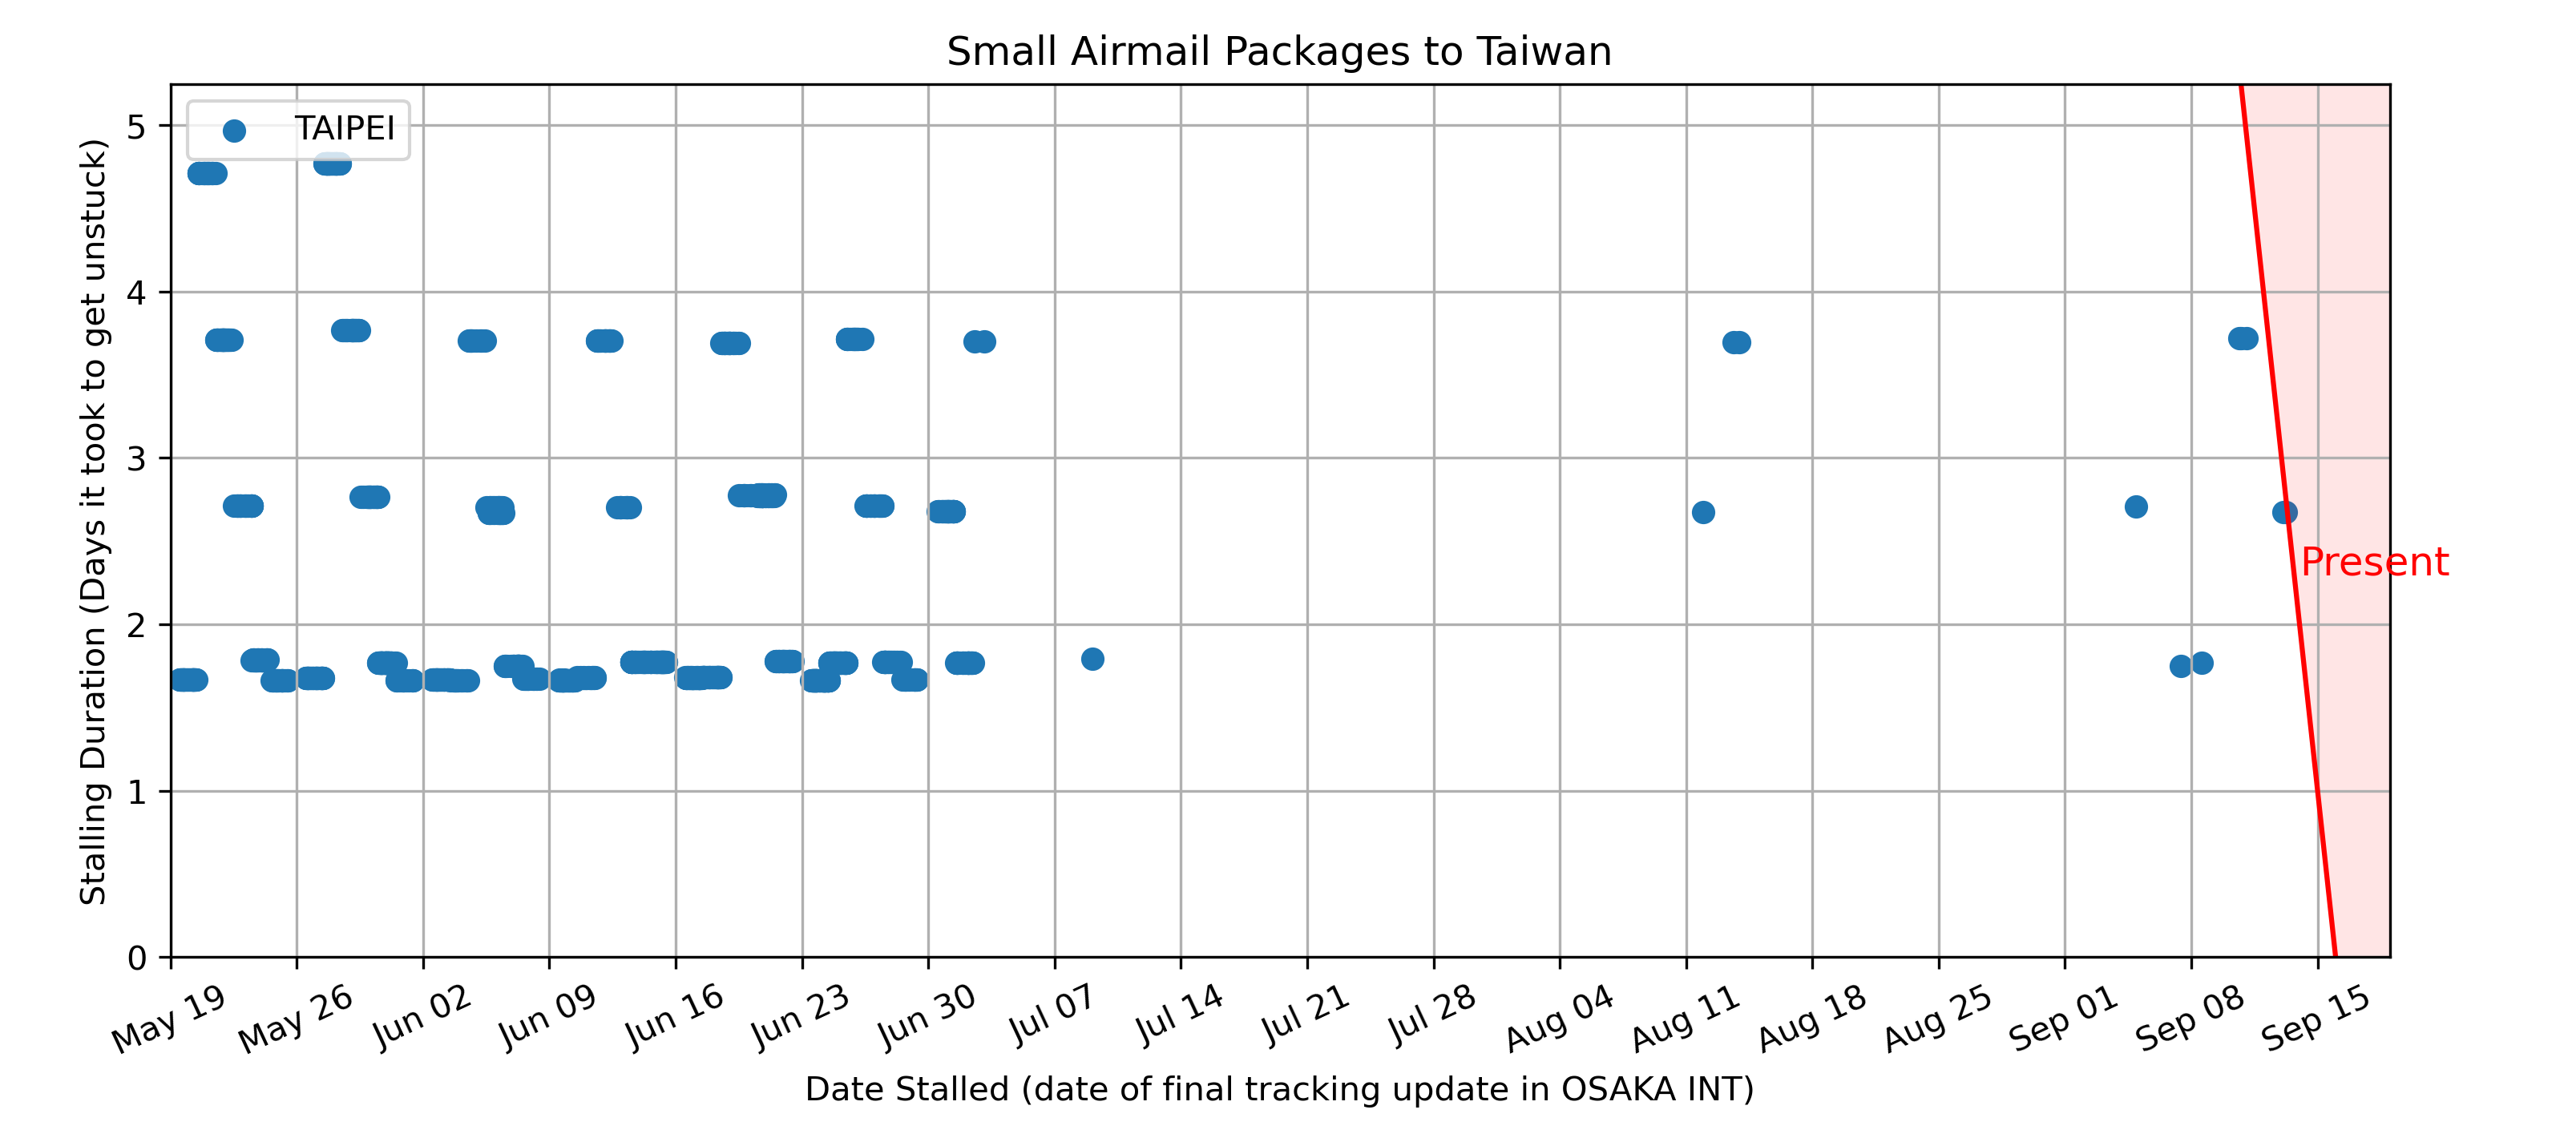 Small Airmail Packages to Taiwan
TAIPEI
Stalling Duration (Days it took to get unstuck)
5
4
3
2
1
0
Present
May 19
May 26
Jun 02
Jun 09
Jun 16
Jun 23
Jun 30
Jul 07
Jul 14
Jul 21
Jul 28
Aug 04
Aug 11
Aug 18
Aug 25
Sep 01
Sep 08
Sep 15
Date Stalled (date of final tracking update in OSAKA INT)